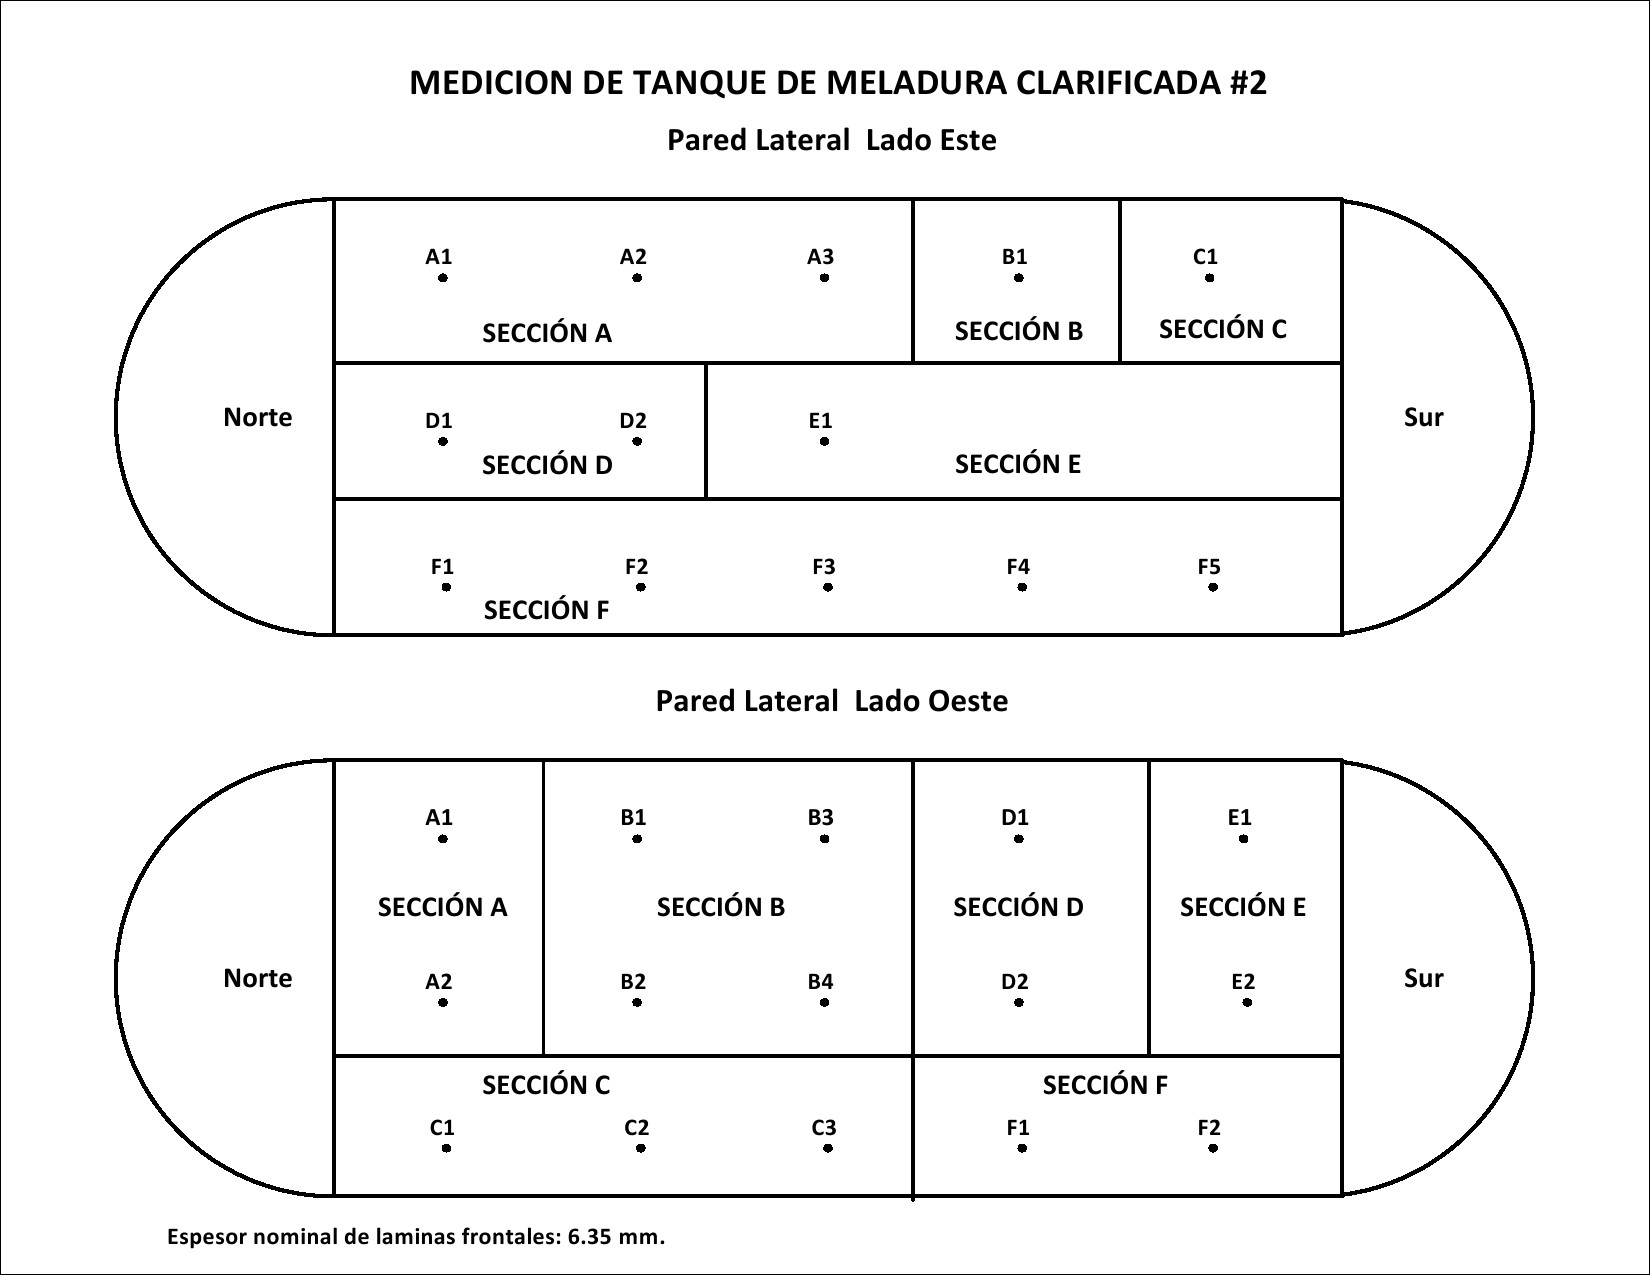 MEDICION DE TANQUE DE MELADURA CLARIFICADA #2
Pared Lateral Lado Este
A1 A2 A3 B1 C1
SECCIÓN A SECCIÓN B SECCIÓN C
Norte D1 D2 E1 Sur
SECCIÓN D SECCIÓN E
F1 F2 F3 F4 F5
SECCIÓN F
Pared Lateral Lado Oeste
A1 B1 B3 D1 E1
SECCIÓN A SECCIÓN B SECCIÓN D SECCIÓN E
Norte A2 B2 B4 D2 E2 Sur
SECCIÓN C SECCIÓN F
C1 C2 C3 F1 F2
Espesor nominal de laminas frontales: 6.35 mm.